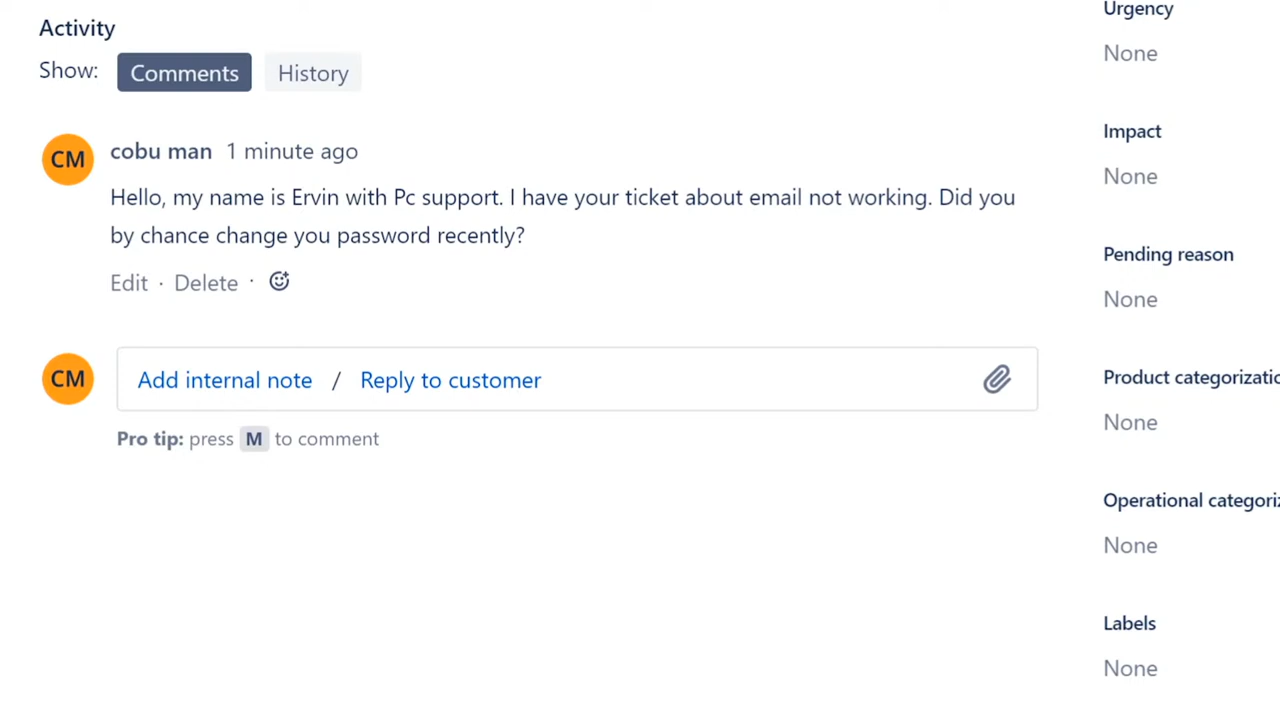 Activity
Show: Comments History
CM cobu man 1 minute ago
Hello, my name is Ervin with Pc support. I have your ticket about email not working. Did you
by chance change you password recently?
Edit · Delete ·
CM Add internal note / Reply to customer
Pro tip: press M to comment
Urgency
None
Impact
None
Pending reason
None
Product categorizatio
None
Operational categoriz
None
Labels
None